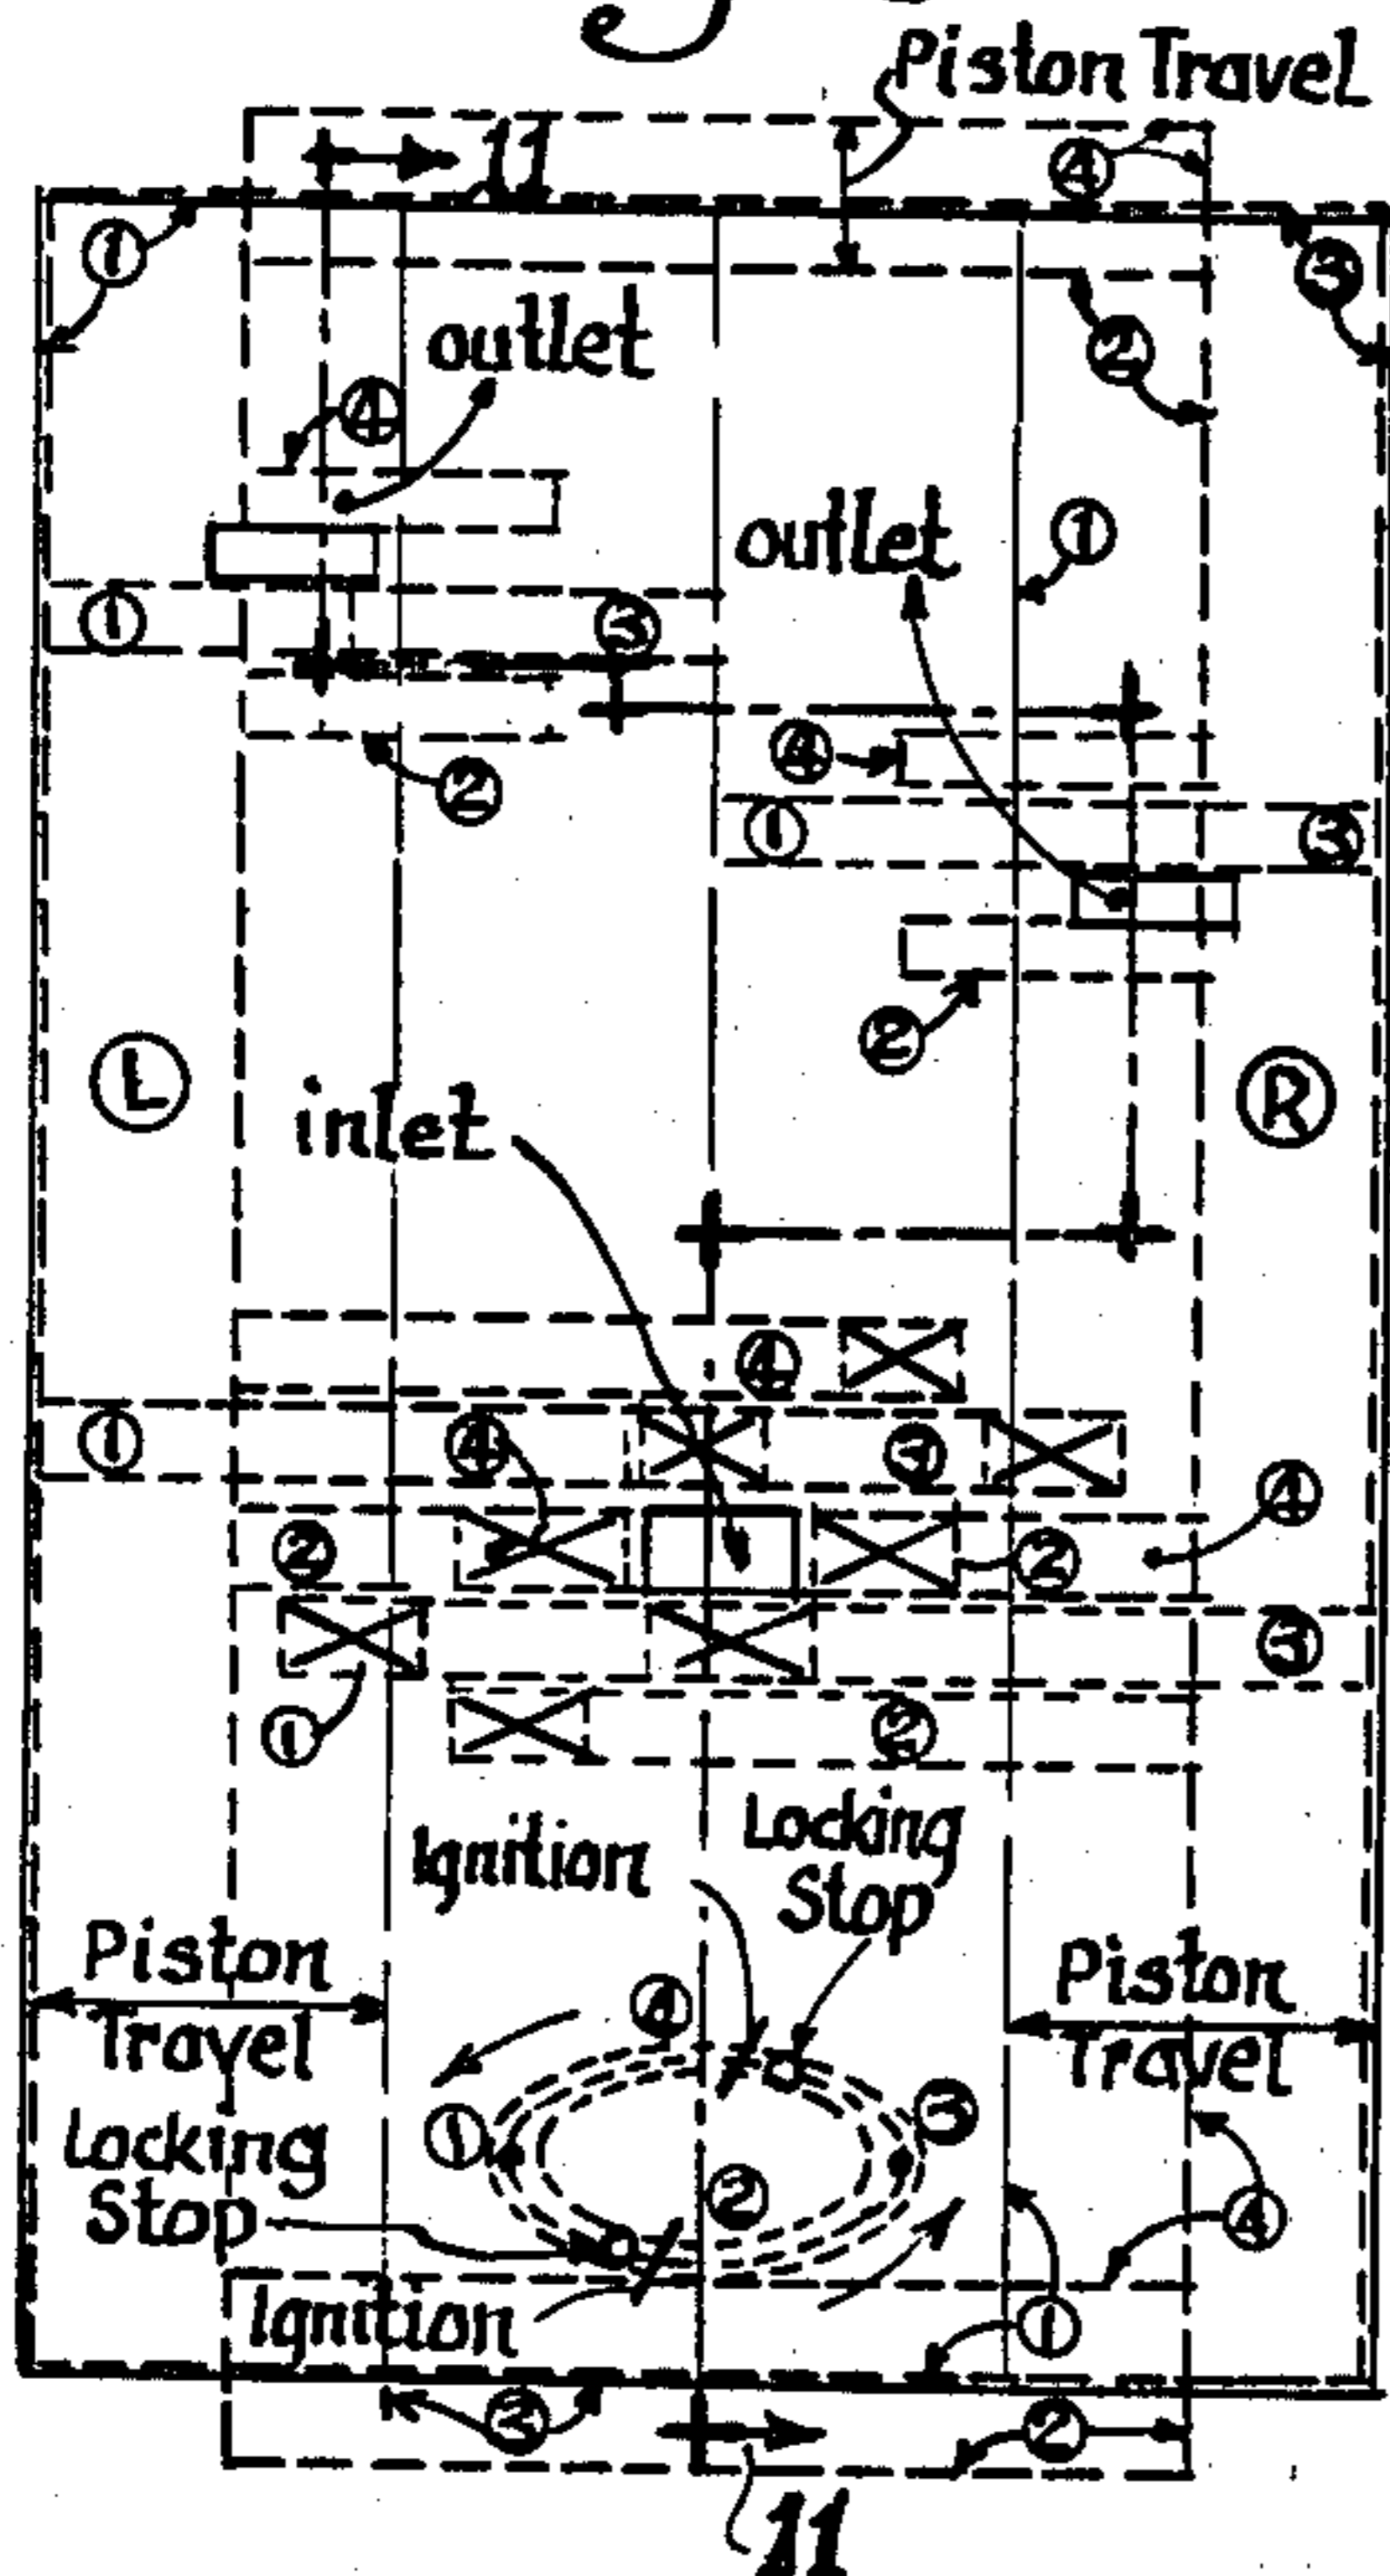 Piston Travel
11
④
①
③
outlet
②
④
outlet
①
①
③
④
②
①
③
②
Ⓛ
Ⓡ
inlet
④
①
④
③
④
②
②
③
①
②
Ignition
Locking
Stop
Piston
Travel
Piston
Travel
④
①
③
Locking
Stop
②
④
Ignition
①
③
②
11